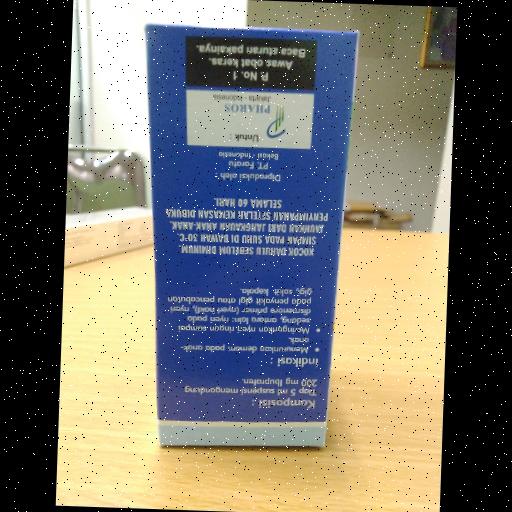 Komposisi :
Tiap 5 ml suspensi mengandung
200 mg Ibuprofen.
Indikasi :
• Menurunkan demam pada anak-
anak.
• Meringankan nyeri ringan sampai
sedang, antara lain: nyeri pada
dismenore primer (nyeri haid), nyeri
pada penyakit gigi atau pencabutan
gigi, sakit kepala.
KOCOK DAHULU SEBELUM DIMINUM
SIMPAN PADA SUHU DI BAWAH 30°C
JAUHKAN DARI JANGKAUAN ANAK-ANAK.
PENYIMPANAN SETELAH KEMASAN DIBUKA
SELAMA 60 HARI.
Diproduksi oleh
PT.
Bekasi - Indonesia
Untuk :
PHAROS
Jakarta - Indonesia
P. No. 1
Awas obat keras.
Baca aturan pakainya.